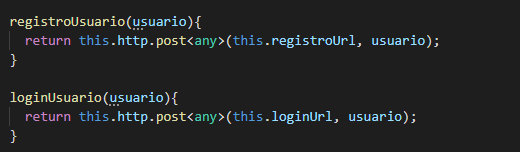 registroUsuario(usuario){
  return this.http.post<any>(this.registroUrl, usuario);
}
loginUsuario(usuario){
  return this.http.post<any>(this.loginUrl, usuario);
}